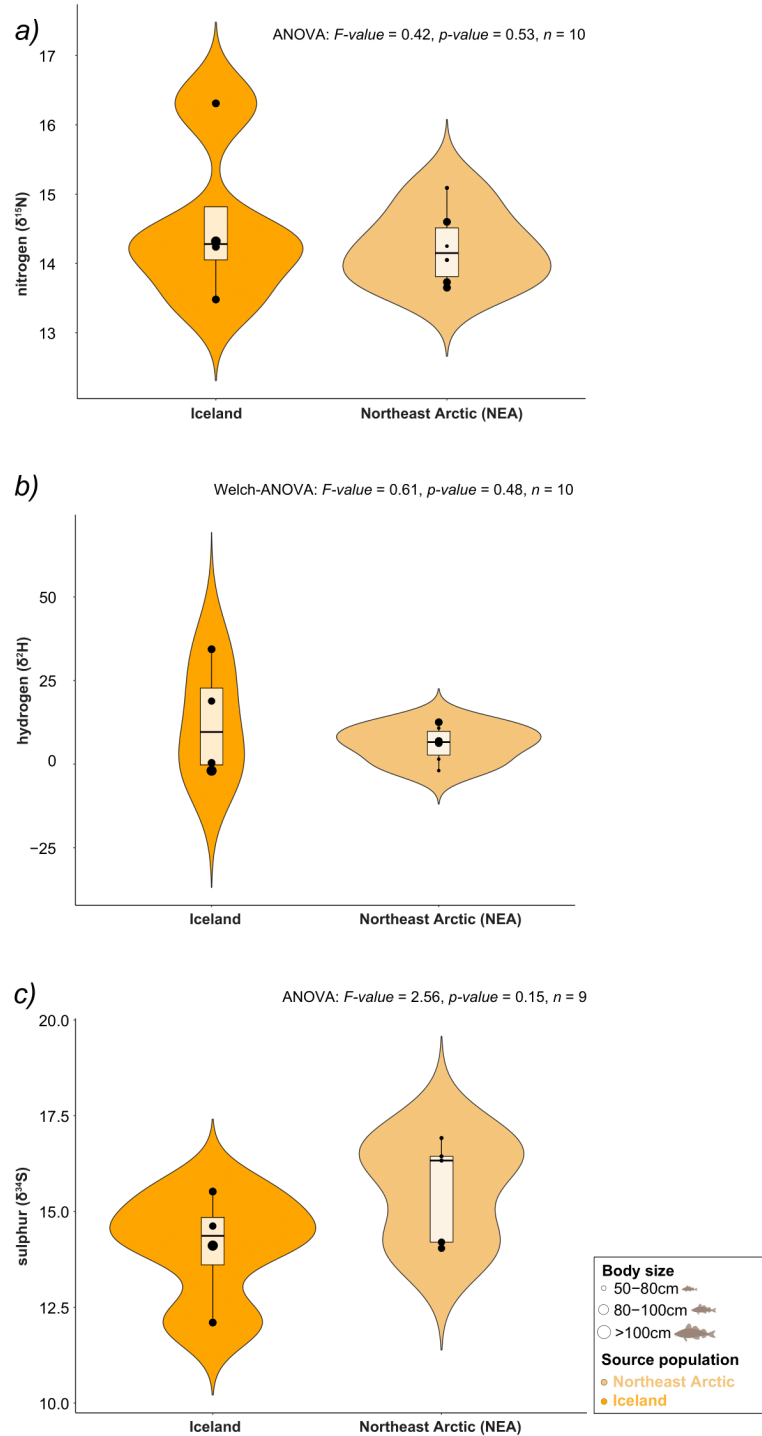 a)
ANOVA: F-value = 0.42, p-value = 0.53, n = 10
17
16
15
14
13
nitrogen (δ¹⁵N)
Iceland
Northeast Arctic (NEA)
b)
Welch-ANOVA: F-value = 0.61, p-value = 0.48, n = 10
50
25
0
−25
hydrogen (δ²H)
Iceland
Northeast Arctic (NEA)
c)
ANOVA: F-value = 2.56, p-value = 0.15, n = 9
20.0
17.5
15.0
12.5
10.0
sulphur (δ³⁴S)
Iceland
Northeast Arctic (NEA)
Body size
50−80cm
80−100cm
>100cm
Source population
Northeast Arctic
Iceland